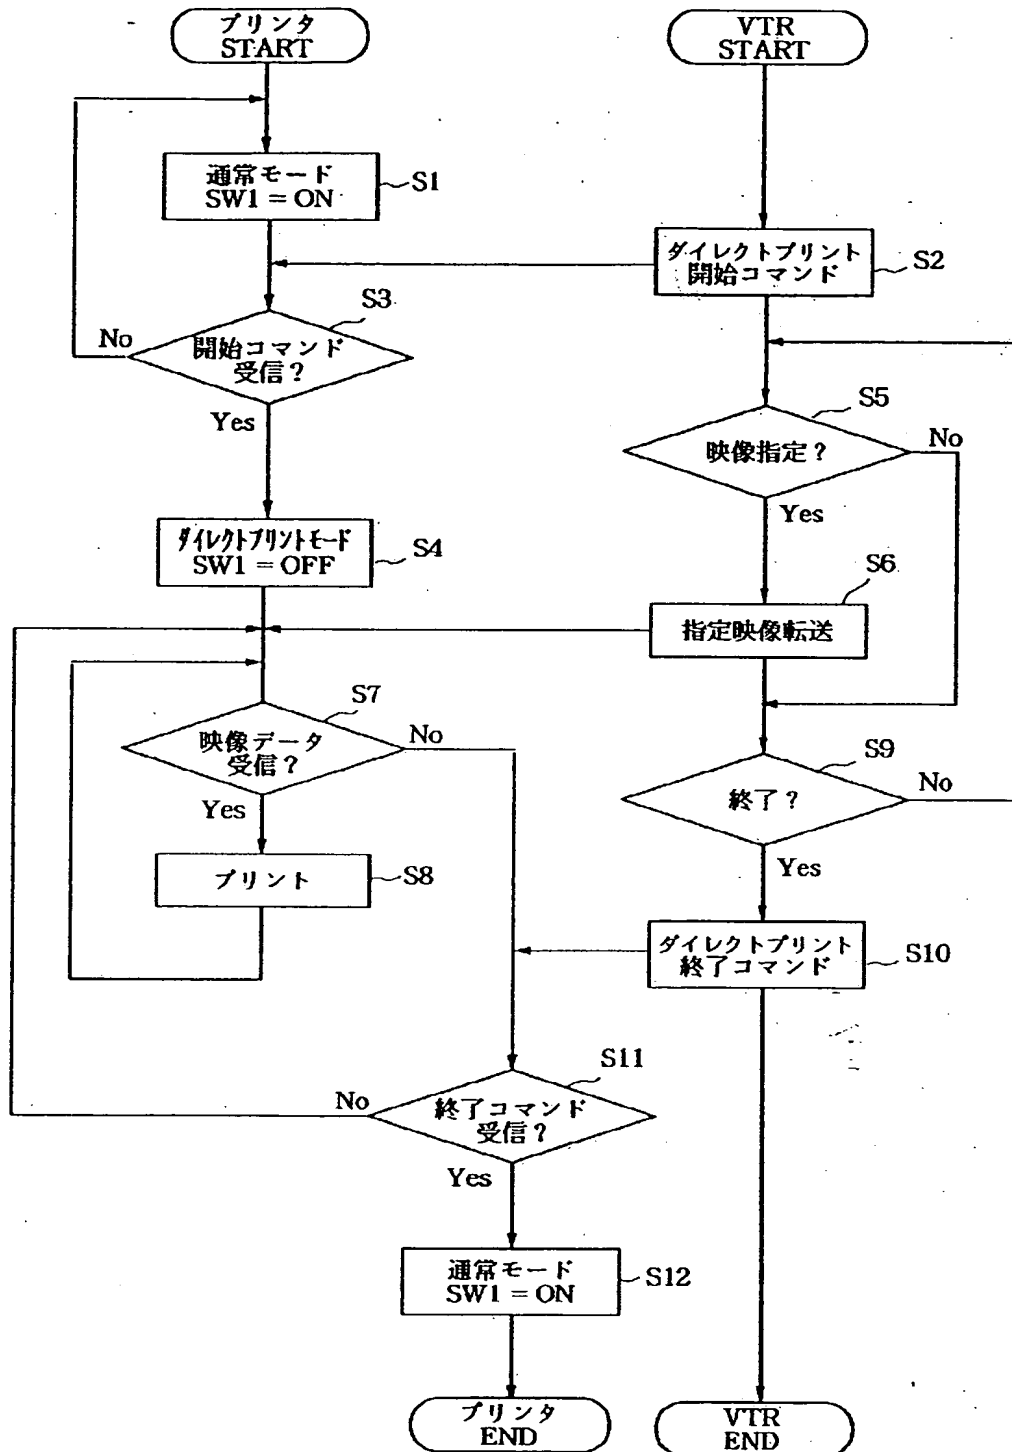 プリンタ
START
VTR
START
通常モード
SW1 = ON
S1
ダイレクトプリント
開始コマンド
S2
S3
No
開始コマンド
受信?
Yes
S5
映像指定?
No
Yes
ダイレクトプリントモード
SW1 = OFF
S4
S6
指定映像転送
S7
映像データ
受信?
No
Yes
S9
終了?
No
Yes
プリント
S8
ダイレクトプリント
終了コマンド
S10
S11
No
終了コマンド
受信?
Yes
通常モード
SW1 = ON
S12
プリンタ
END
VTR
END